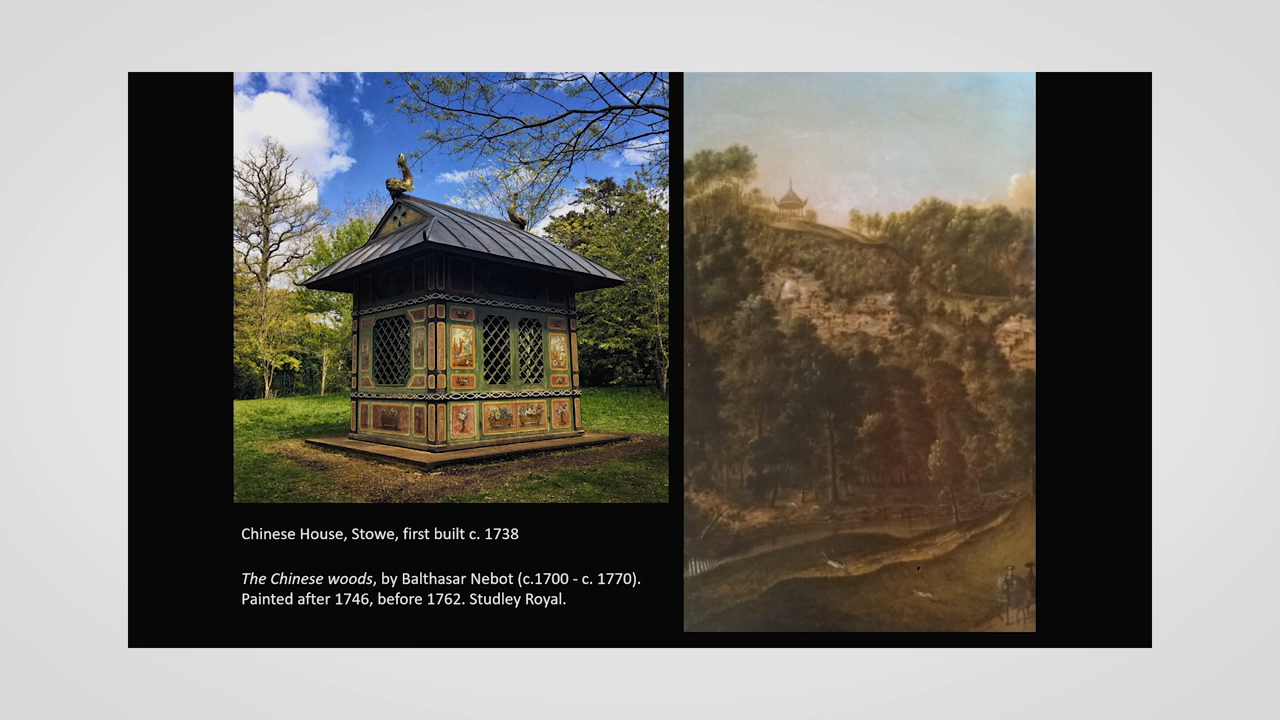 Chinese House, Stowe, first built c. 1738
The Chinese woods, by Balthasar Nebot (c.1700 - c. 1770).
Painted after 1746, before 1762. Studley Royal.